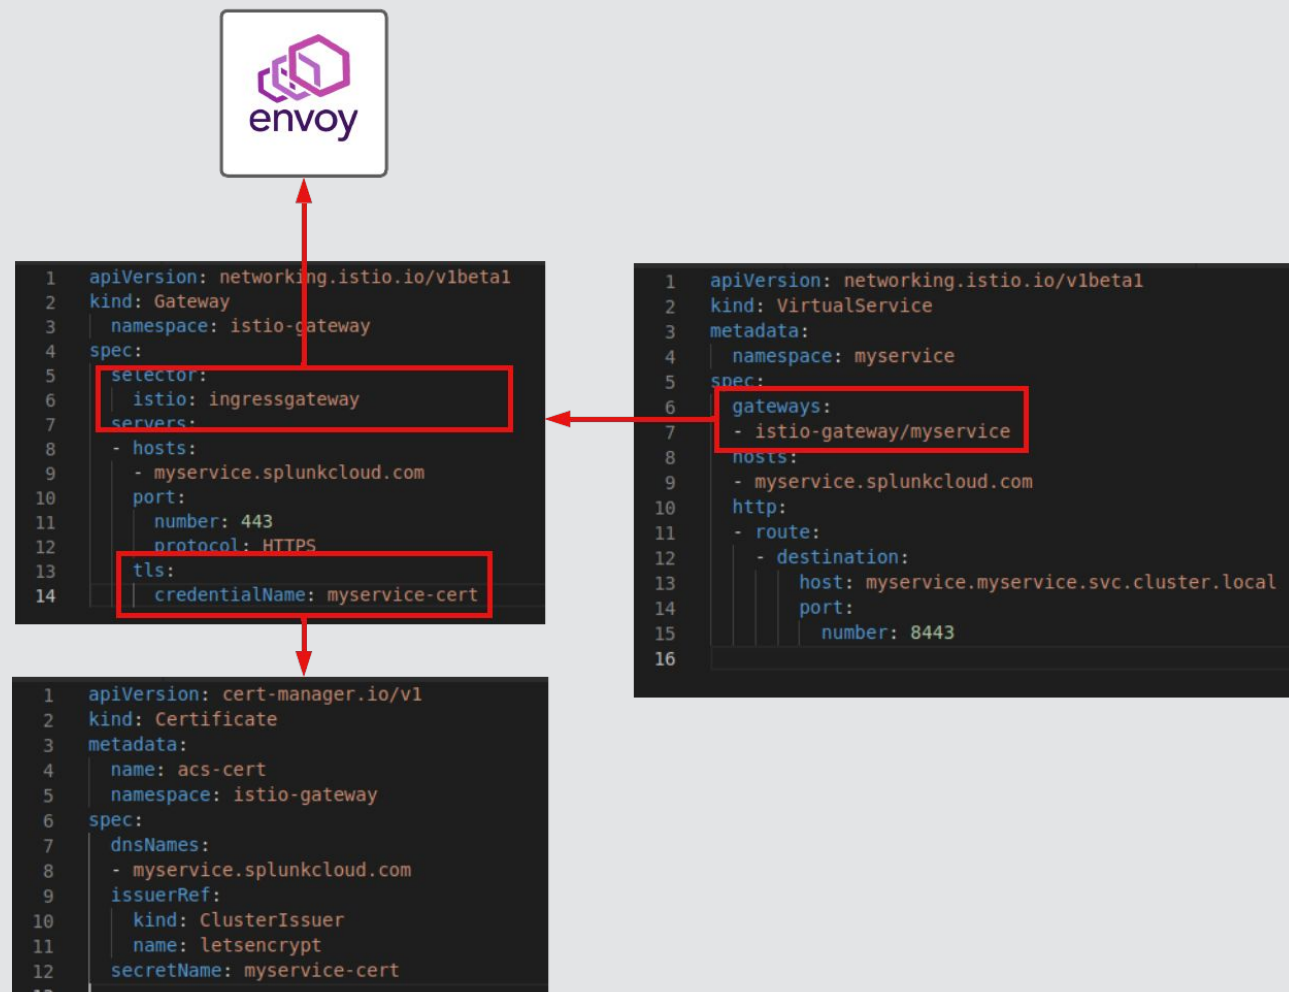 envoy
1 apiVersion: networking.istio.io/v1beta1
2 kind: Gateway
3 namespace: istio-gateway
4 spec:
5 selector:
6 istio: ingressgateway
7 servers:
8 - hosts:
9 - myservice.splunkcloud.com
10 port:
11 number: 443
12 protocol: HTTPS
13 tls:
14 credentialName: myservice-cert
1 apiVersion: networking.istio.io/v1beta1
2 kind: VirtualService
3 metadata:
4 namespace: myservice
5 spec:
6 gateways:
7 - istio-gateway/myservice
8 hosts:
9 - myservice.splunkcloud.com
10 http:
11 - route:
12 - destination:
13 host: myservice.myservice.svc.cluster.local
14 port:
15 number: 8443
16
1 apiVersion: cert-manager.io/v1
2 kind: Certificate
3 metadata:
4 name: acs-cert
5 namespace: istio-gateway
6 spec:
7 dnsNames:
8 - myservice.splunkcloud.com
9 issuerRef:
10 kind: ClusterIssuer
11 name: letsencrypt
12 secretName: myservice-cert
13